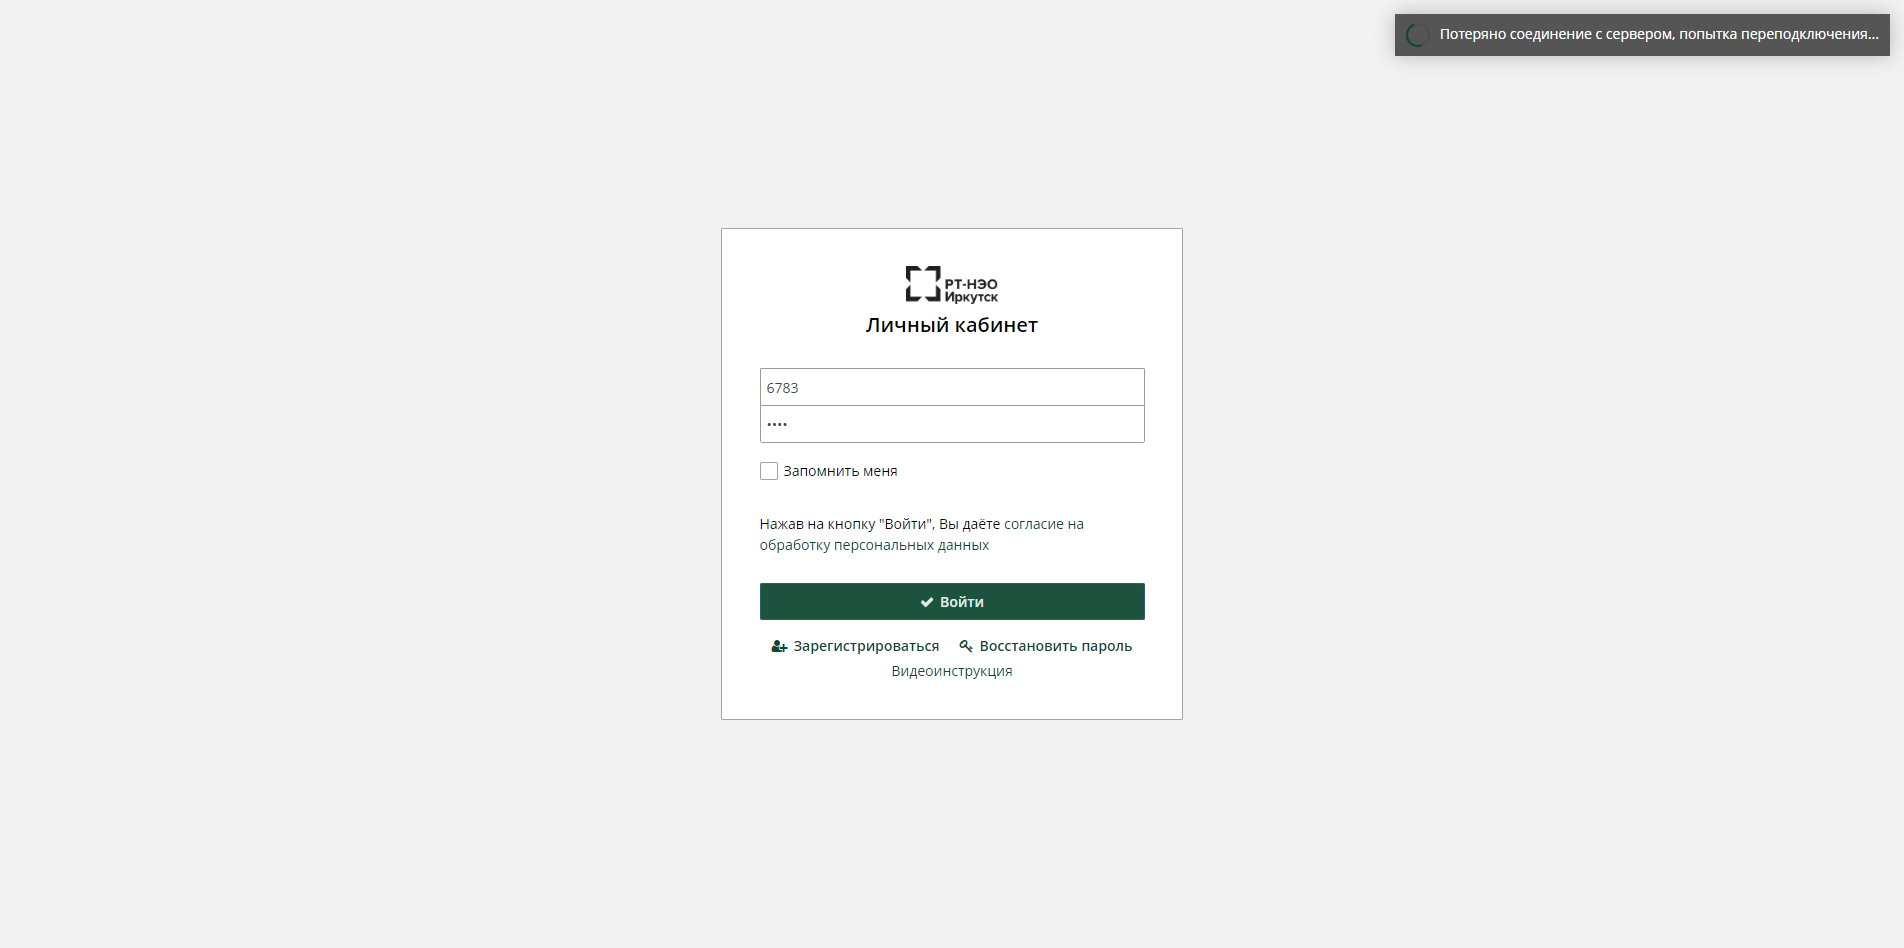 Потеряно соединение с сервером, попытка переподключения...
РТ-НЭО
Иркутск
Личный кабинет
6783
••••
Запомнить меня
Нажав на кнопку "Войти", Вы даёте согласие на
обработку персональных данных
Войти
Зарегистрироваться Восстановить пароль
Видеоинструкция